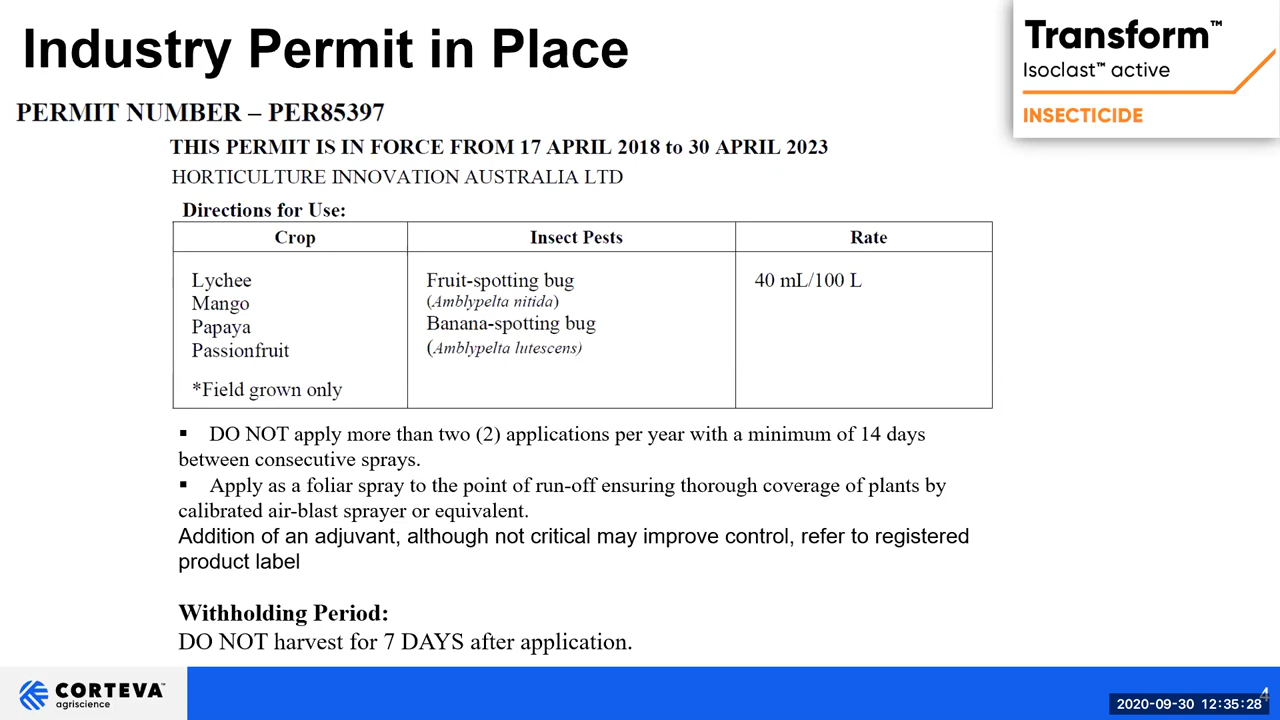 Industry Permit in Place
Transform™
Isoclast™ active
INSECTICIDE
PERMIT NUMBER – PER85397
THIS PERMIT IS IN FORCE FROM 17 APRIL 2018 to 30 APRIL 2023
HORTICULTURE INNOVATION AUSTRALIA LTD
Directions for Use:
Crop Insect Pests Rate
Lychee Fruit-spotting bug 40 mL/100 L
Mango (Amblypelta nitida)
Papaya Banana-spotting bug
Passionfruit (Amblypelta lutescens)
*Field grown only
▪ DO NOT apply more than two (2) applications per year with a minimum of 14 days
between consecutive sprays.
▪ Apply as a foliar spray to the point of run-off ensuring thorough coverage of plants by
calibrated air-blast sprayer or equivalent.
Addition of an adjuvant, although not critical may improve control, refer to registered
product label
Withholding Period:
DO NOT harvest for 7 DAYS after application.
CORTEVA™
agriscience
4
2020-09-30 12:35:28